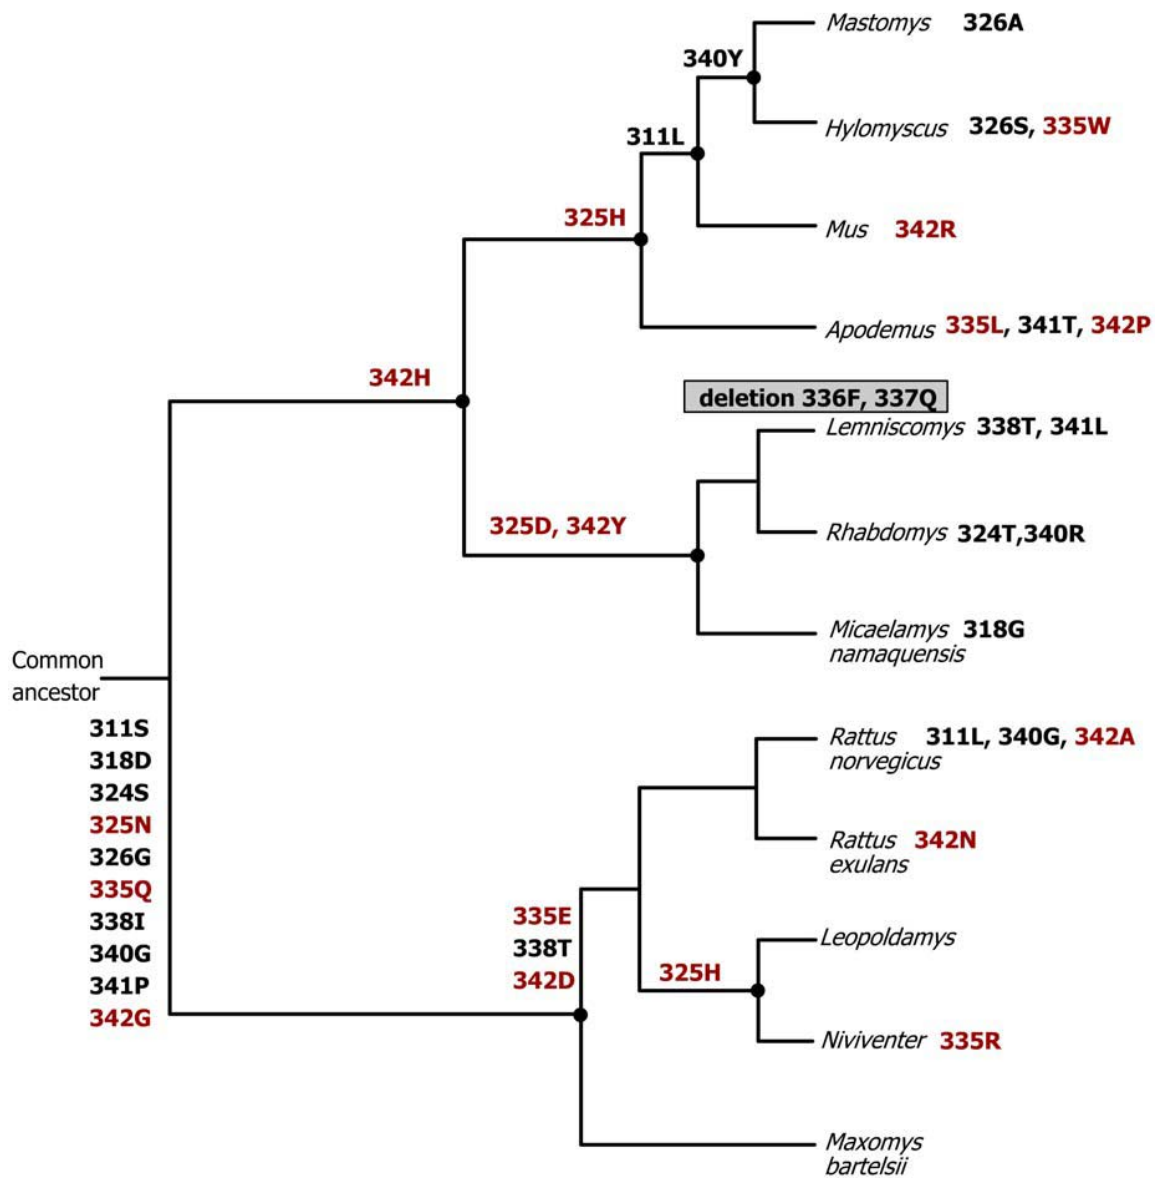 Mastomys 326A
340Y
Hylomyscus 326S, 335W
311L
325H
Mus 342R
Apodemus 335L, 341T, 342P
342H
deletion 336F, 337Q
Lemniscomys 338T, 341L
325D, 342Y
Rhabdomys 324T,340R
Micaelamys 318G
namaquensis
Common
ancestor
311S
318D
324S
325N
326G
335Q
338I
340G
341P
342G
Rattus 311L, 340G, 342A
norvegicus
Rattus 342N
exulans
335E
338T
342D
Leopoldamys
325H
Niviventer 335R
Maxomys
bartelsii